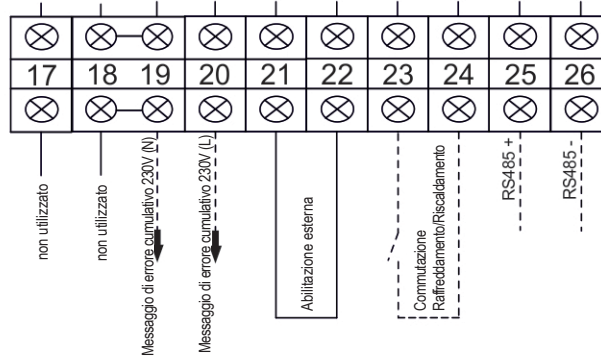 17 18 19 20 21 22 23 24 25 26
non utilizzato
non utilizzato
Messaggio di errore cumulativo 230V (N)
Messaggio di errore cumulativo 230V (L)
Abilitazione esterna
Commutazione
Raffreddamento/Riscaldamento
RS485 +
RS485 -